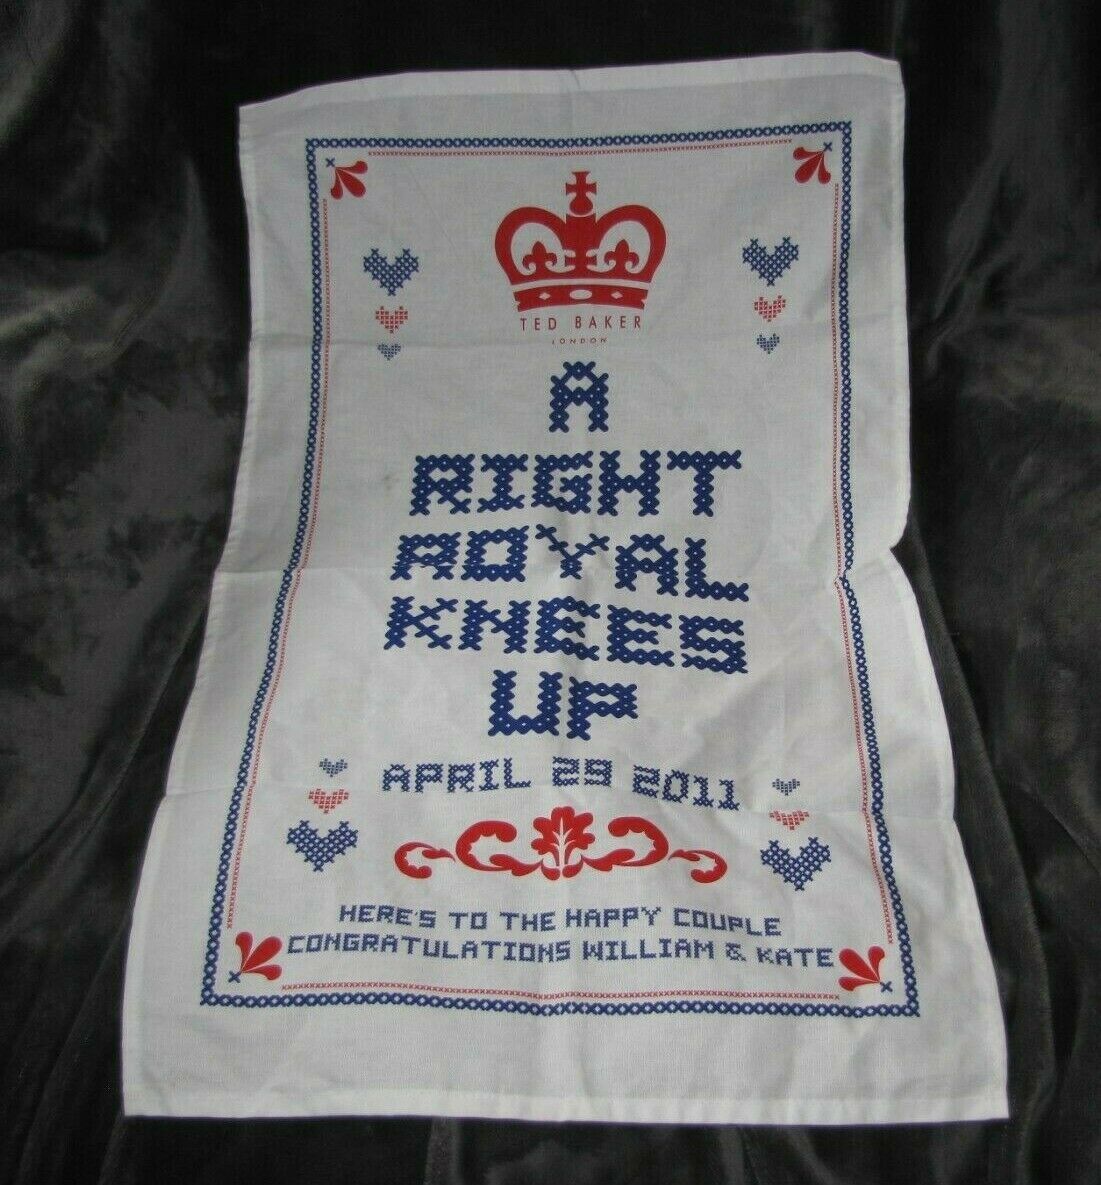 TED BAKER
LONDON
A
RIGHT
ROYAL
KNEES
UP
APRIL 29 2011
HERE'S TO THE HAPPY COUPLE
CONGRATULATIONS WILLIAM & KATE